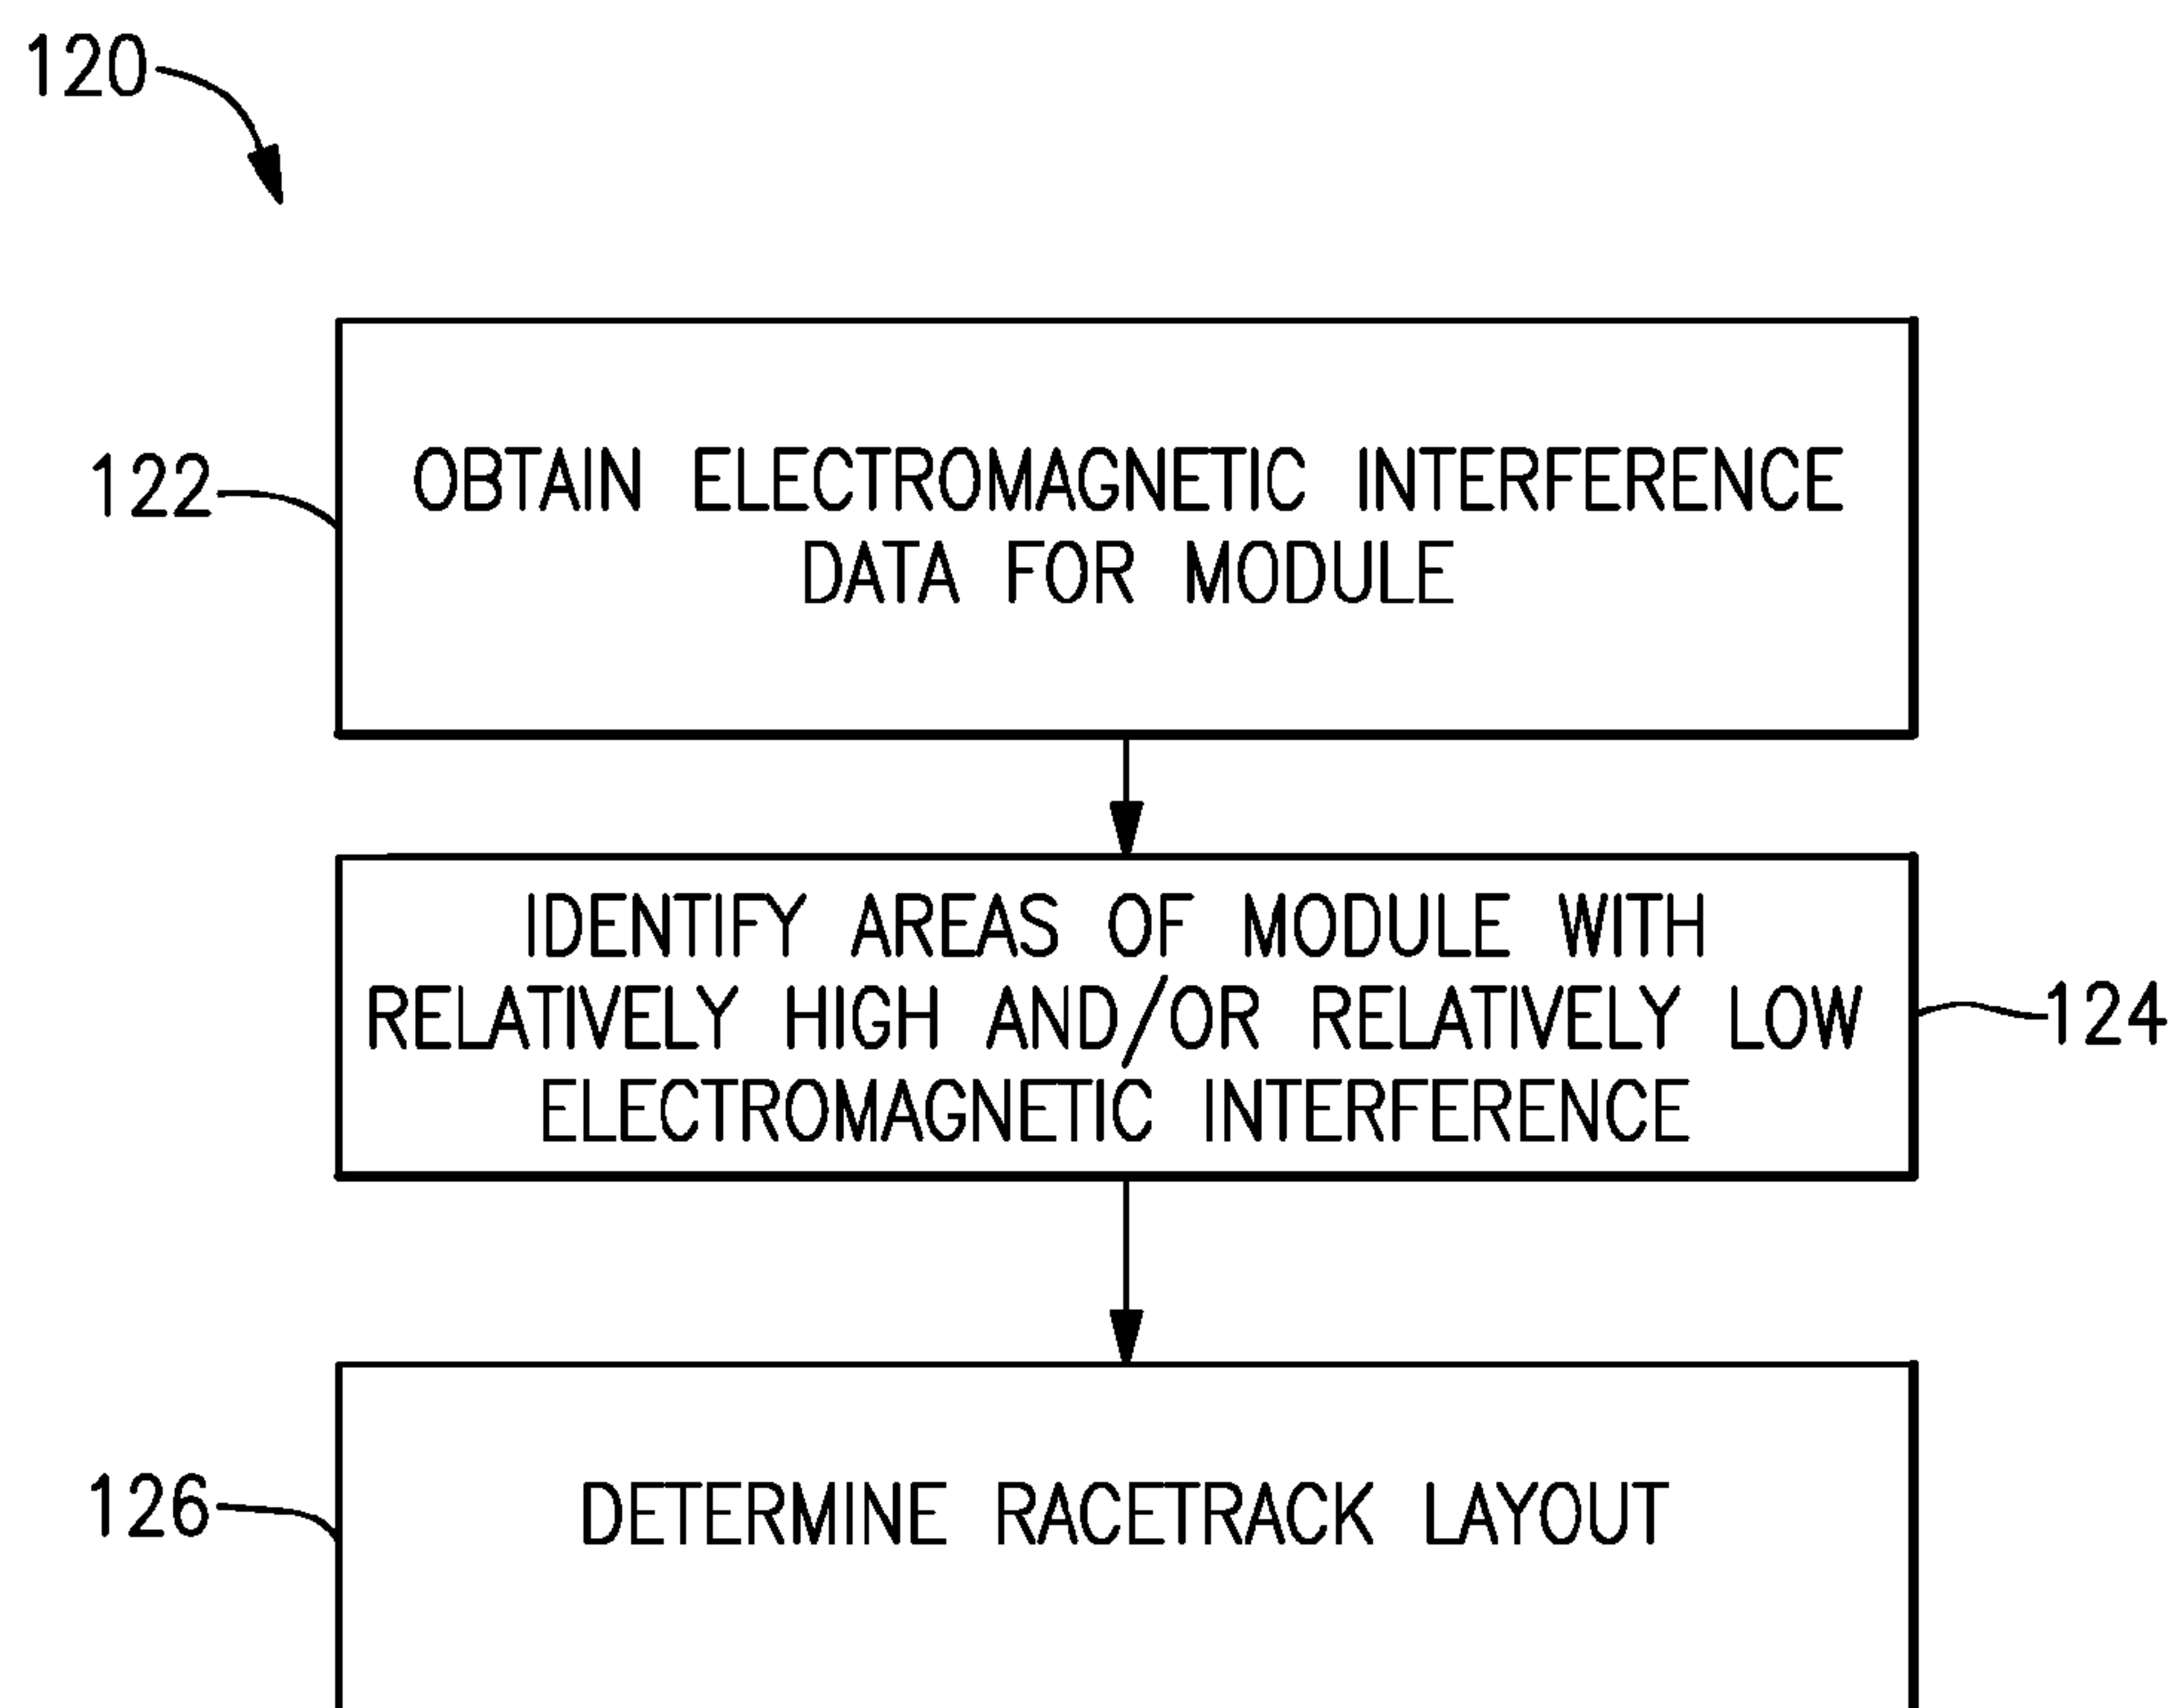 120
122
OBTAIN ELECTROMAGNETIC INTERFERENCE
DATA FOR MODULE
IDENTIFY AREAS OF MODULE WITH
RELATIVELY HIGH AND/OR RELATIVELY LOW
ELECTROMAGNETIC INTERFERENCE
124
126
DETERMINE RACETRACK LAYOUT